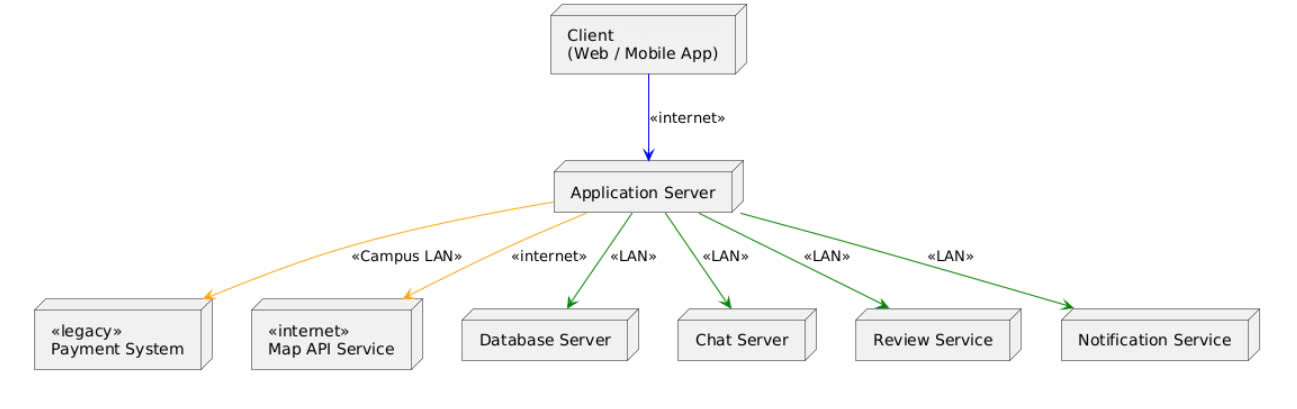 Client
(Web / Mobile App)
«internet»
Application Server
«Campus LAN»
«internet»
«LAN»
«LAN»
«LAN»
«LAN»
«legacy»
Payment System
«internet»
Map API Service
Database Server
Chat Server
Review Service
Notification Service